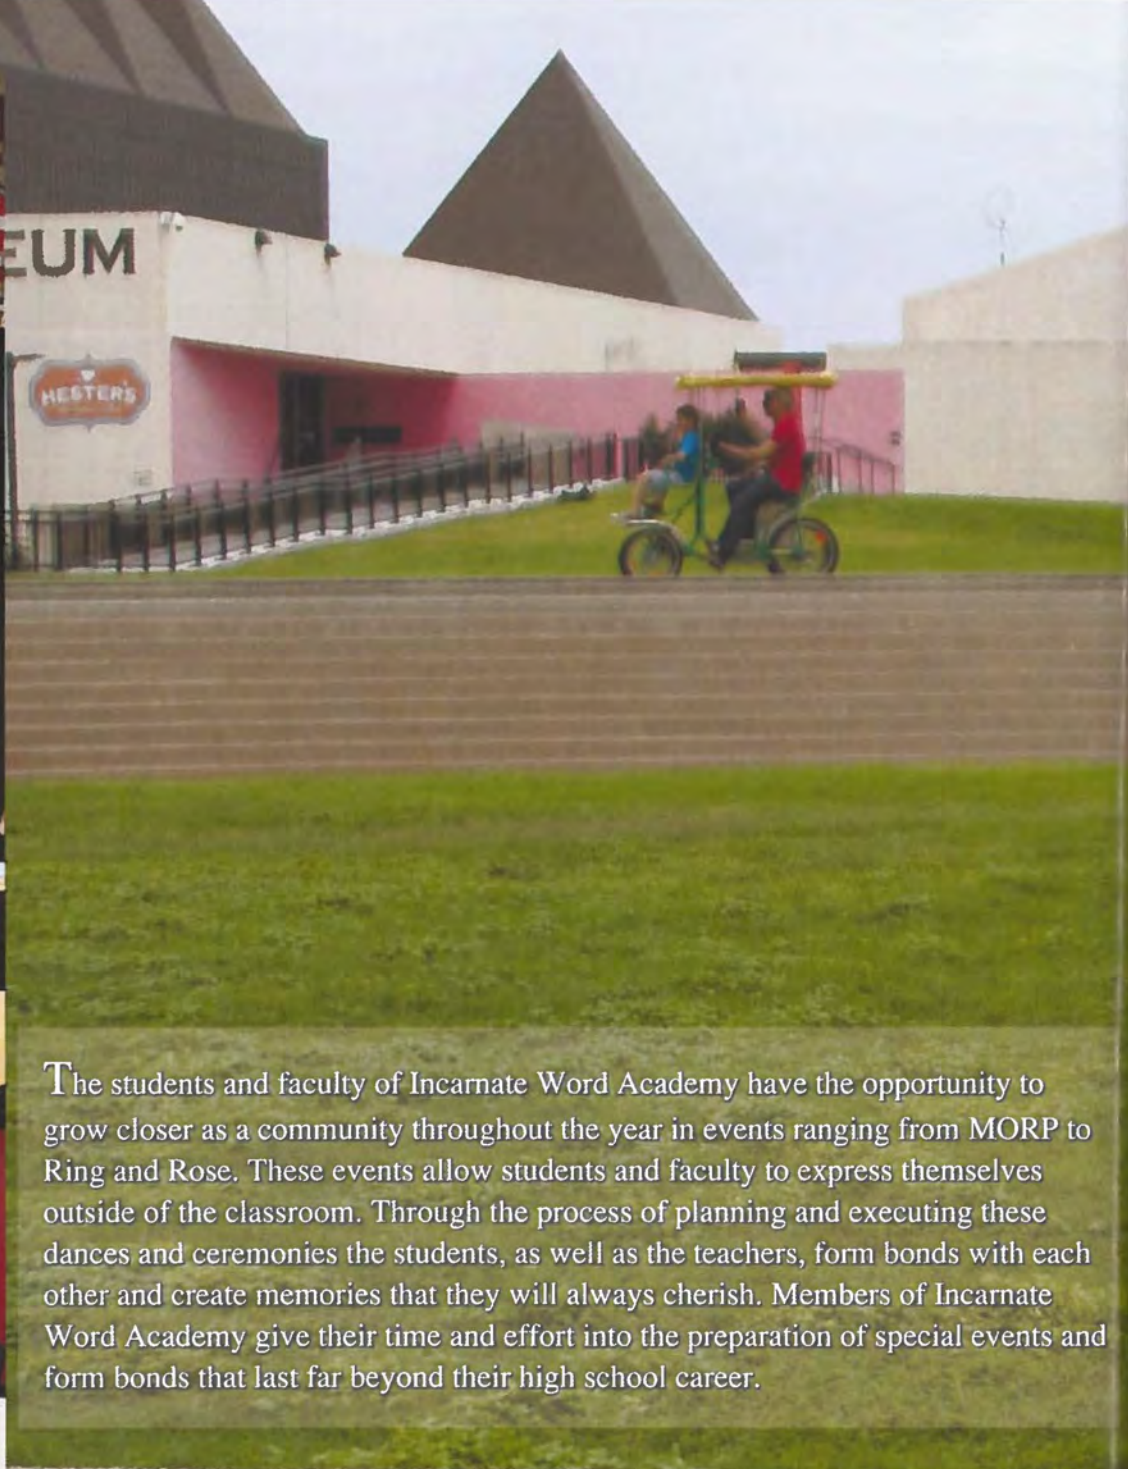 EUM
HESTER'S
The students and faculty of Incarnate Word Academy have the opportunity to
grow closer as a community throughout the year in events ranging from MORP to
Ring and Rose. These events allow students and faculty to express themselves
outside of the classroom. Through the process of planning and executing these
dances and ceremonies the students, as well as the teachers, form bonds with each
other and create memories that they will always cherish. Members of Incarnate
Word Academy give their time and effort into the preparation of special events and
form bonds that last far beyond their high school career.